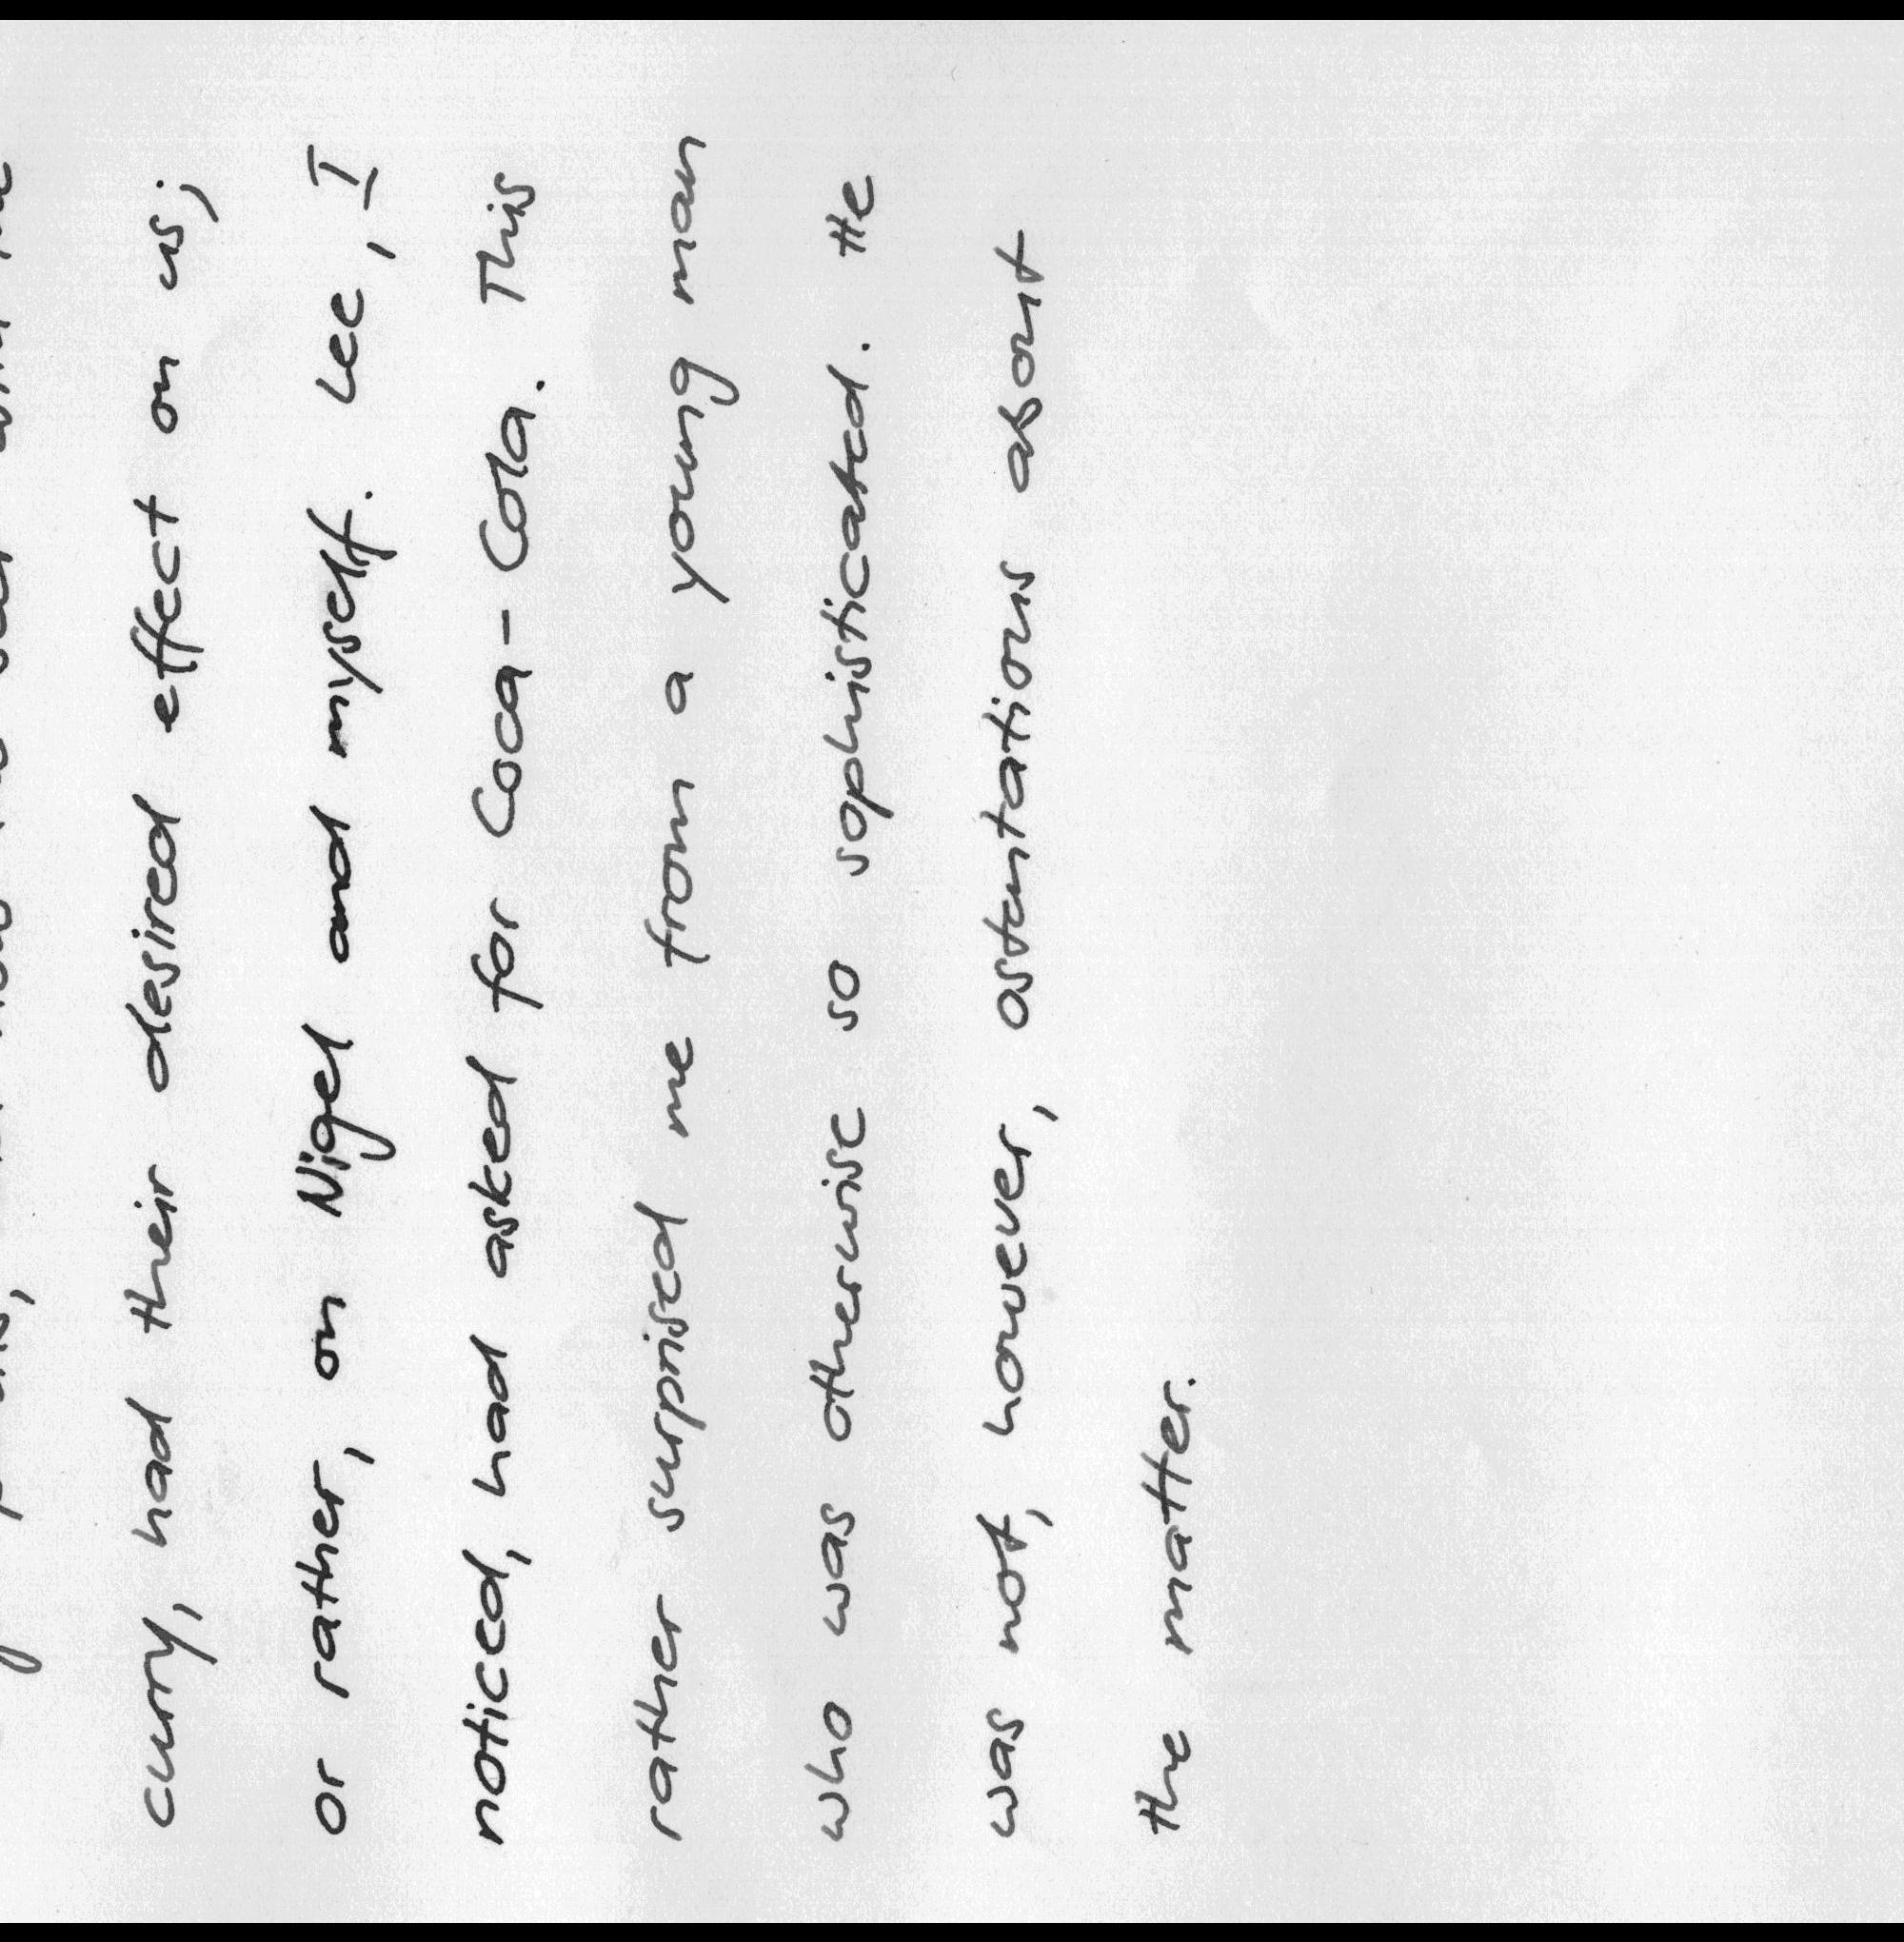 curry, had their desired effect on us;
or rather, on Nigel and myself. Lee, I
noticed, had asked for Coca-Cola. This
rather surprised me from a young man
who was otherwise so sophisticated. He
was not, however, ostentatious about
the matter.